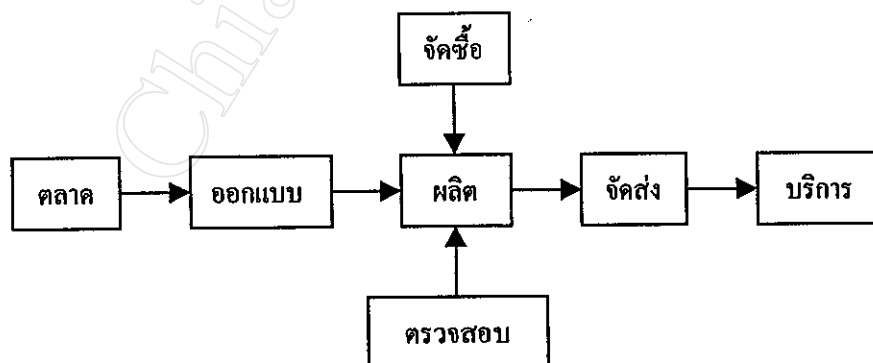 จัดซื้อ
ตลาด
ออกแบบ
ผลิต
จัดส่ง
บริการ
ตรวจสอบ
Chi